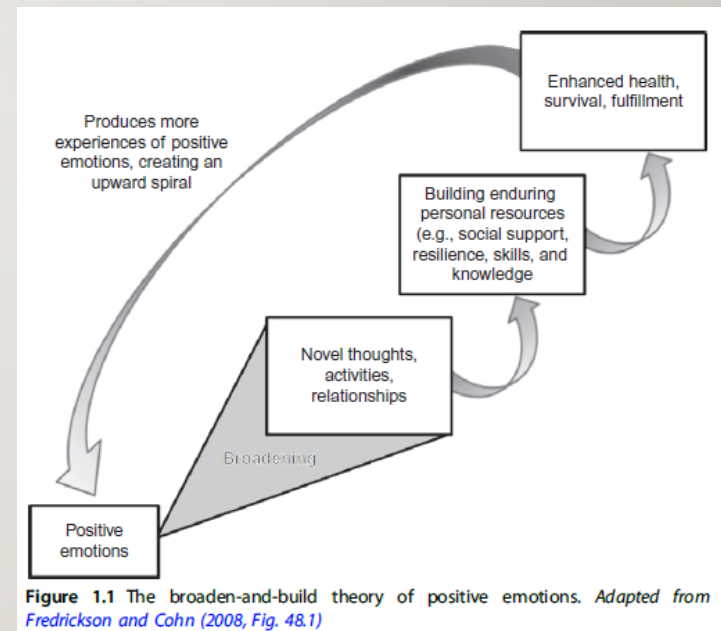 Enhanced health,
survival, fulfillment
Produces more
experiences of positive
emotions, creating an
upward spiral
Building enduring
personal resources
(e.g., social support,
resilience, skills, and
knowledge
Novel thoughts,
activities,
relationships
Broadening
Positive
emotions
Figure 1.1 The broaden-and-build theory of positive emotions. Adapted from
Fredrickson and Cohn (2008, Fig. 48.1)